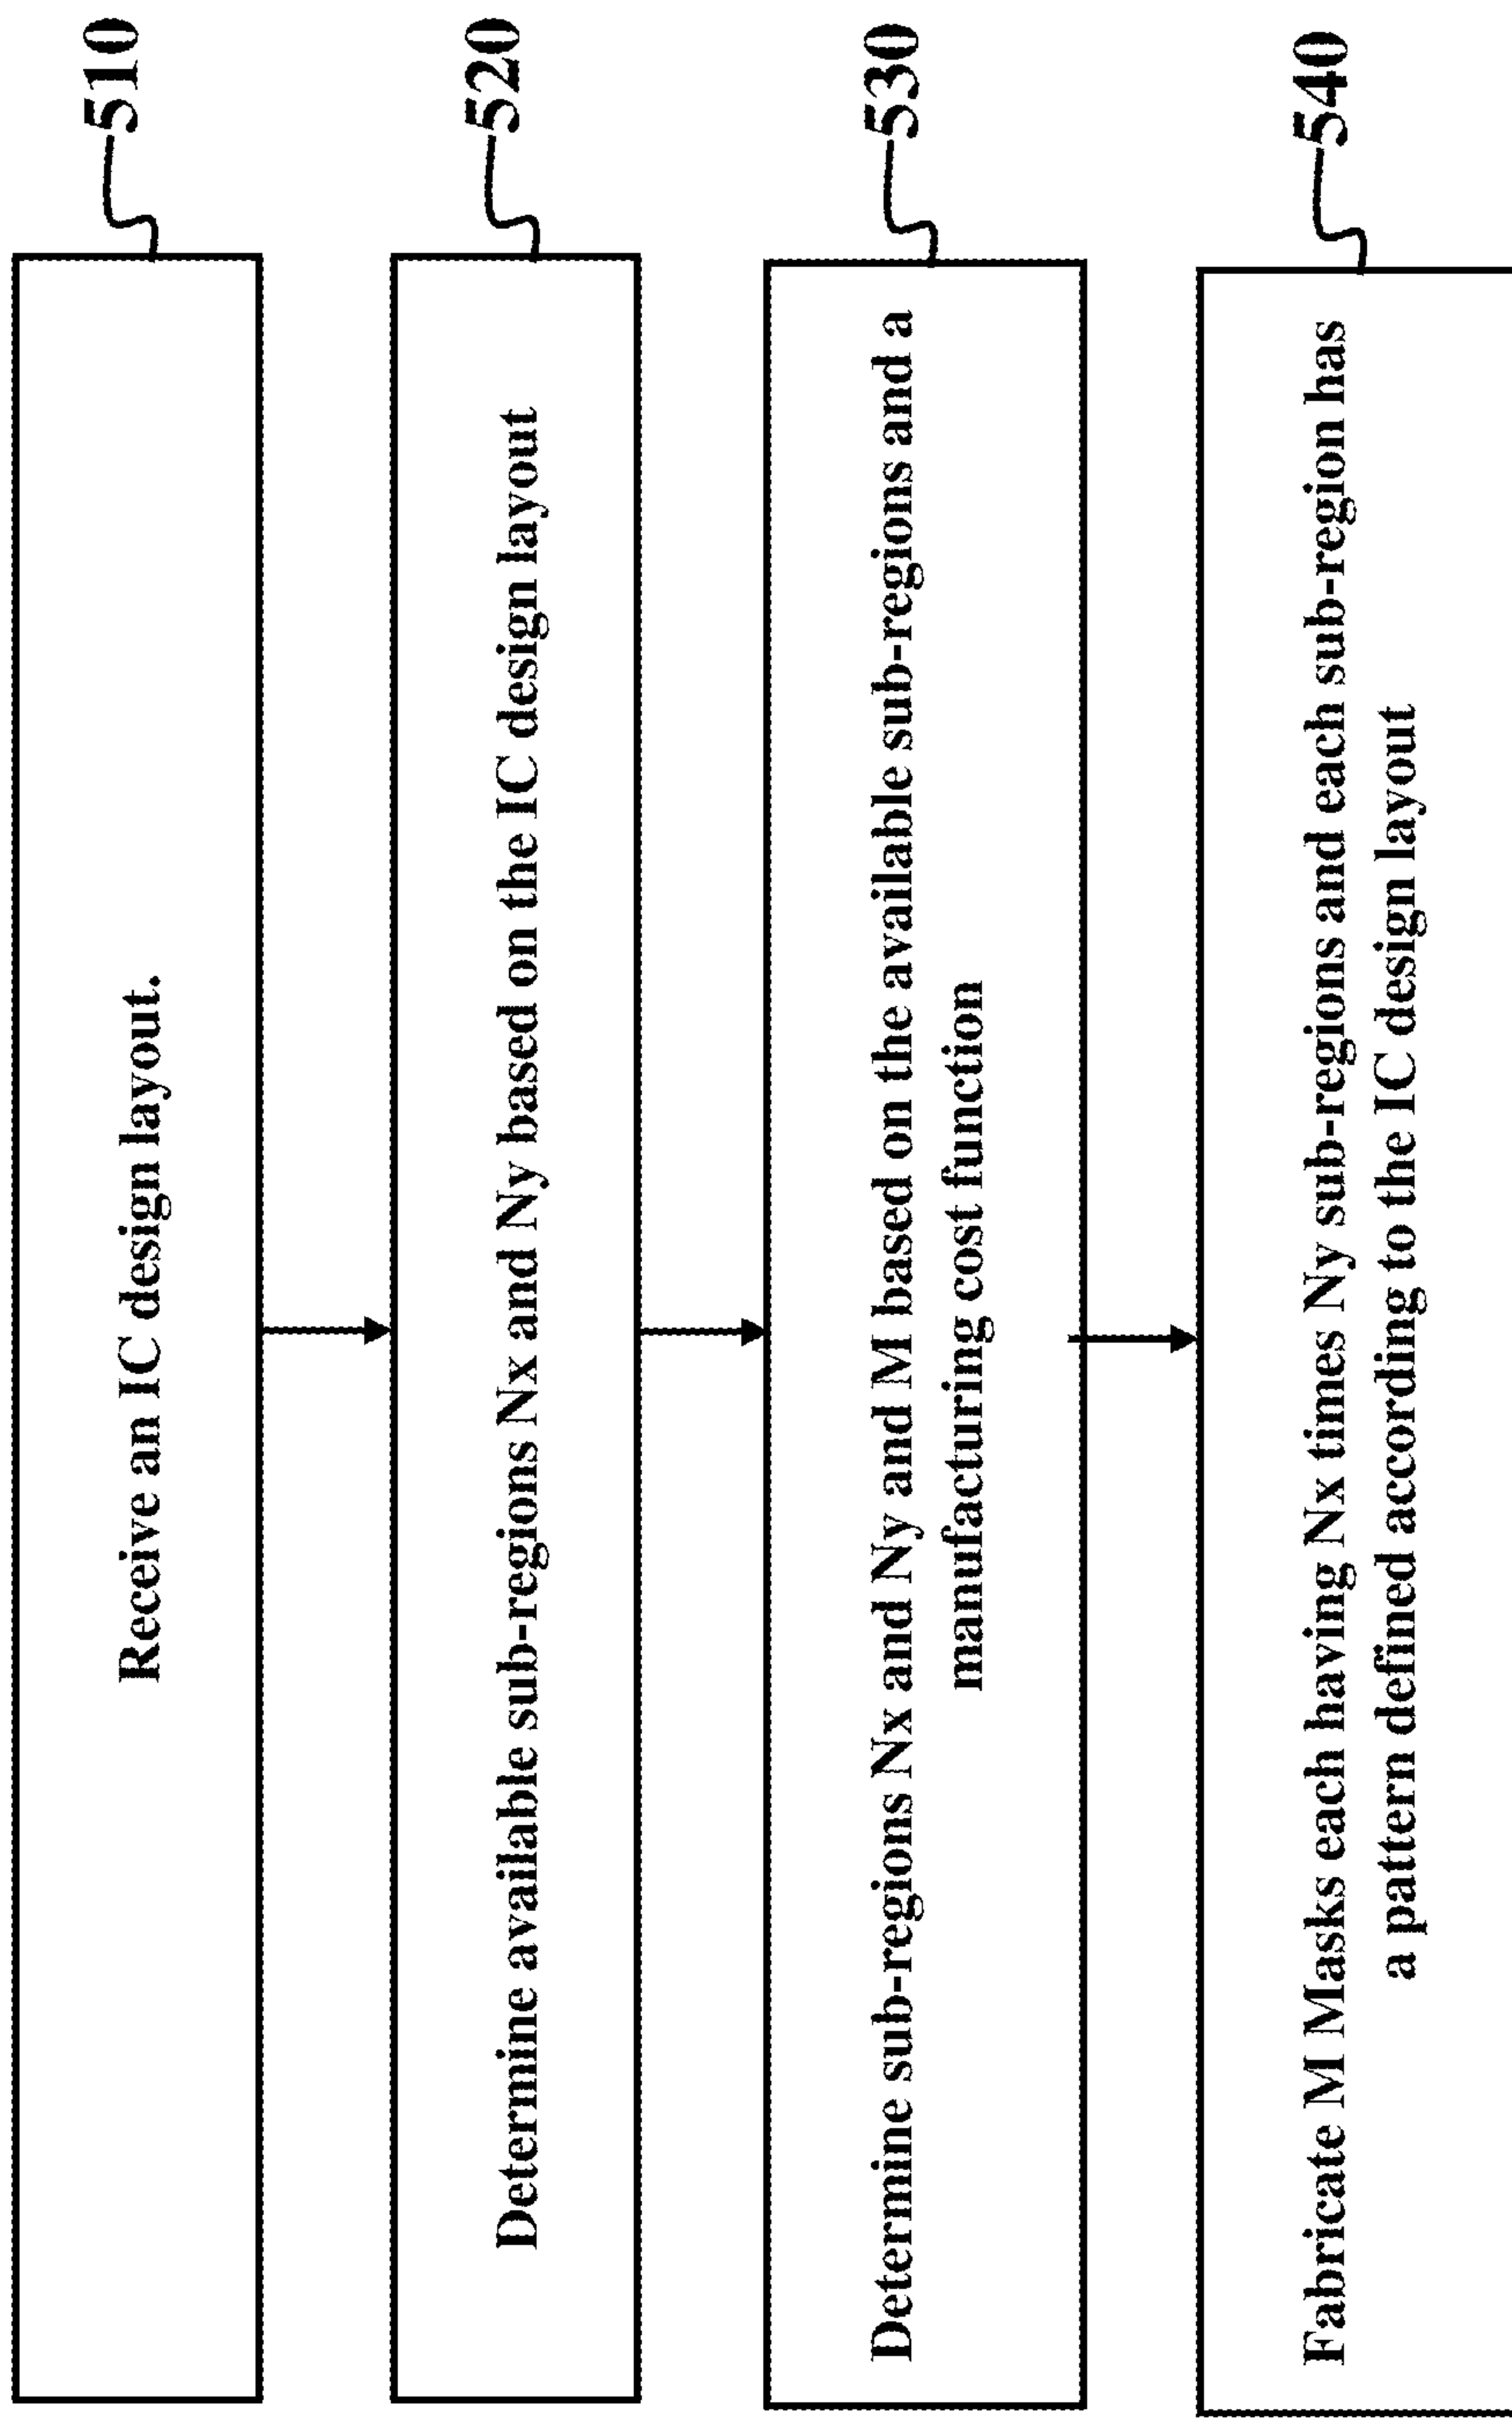 Receive an IC design layout.
510
Determine available sub-regions Nx and Ny based on the IC design layout
520
Determine sub-regions Nx and Ny and M based on the available sub-regions and a
manufacturing cost function
530
Fabricate M Masks each having Nx times Ny sub-regions and each sub-region has
a pattern defined according to the IC design layout
540